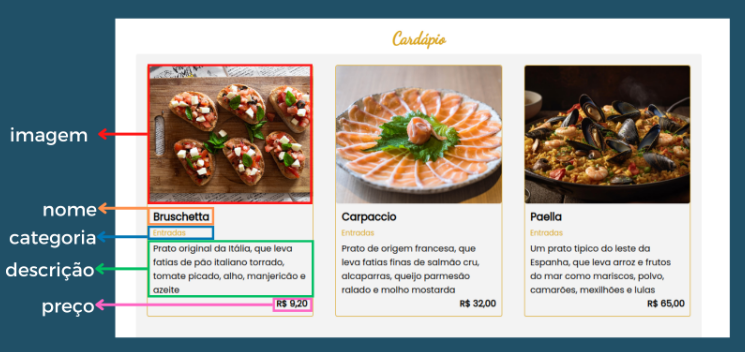 Cardápio
imagem
nome
categoria
descrição
preço
Bruschetta
Entradas
Prato original da Itália, que leva
fatias de pão italiano torrado,
tomate picado, alho, manjericão e
azeite
R$ 9,20
Carpaccio
Entradas
Prato de origem francesa, que
leva fatias finas de salmão cru,
alcaparras, queijo parmesão
ralado e molho mostarda
R$ 32,00
Paella
Entradas
Um prato típico do leste da
Espanha, que leva arroz e frutos
do mar como mariscos, polvo,
camarões, mexilhões e lulas
R$ 65,00